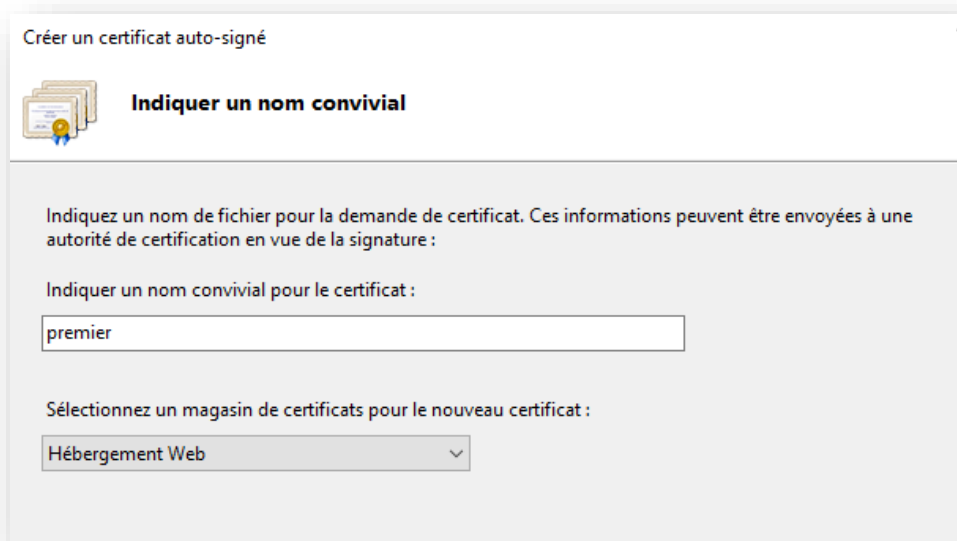 Créer un certificat auto-signé
Indiquer un nom convivial
Indiquez un nom de fichier pour la demande de certificat. Ces informations peuvent être envoyées à une
autorité de certification en vue de la signature :
Indiquer un nom convivial pour le certificat :
premier
Sélectionnez un magasin de certificats pour le nouveau certificat :
Hébergement Web